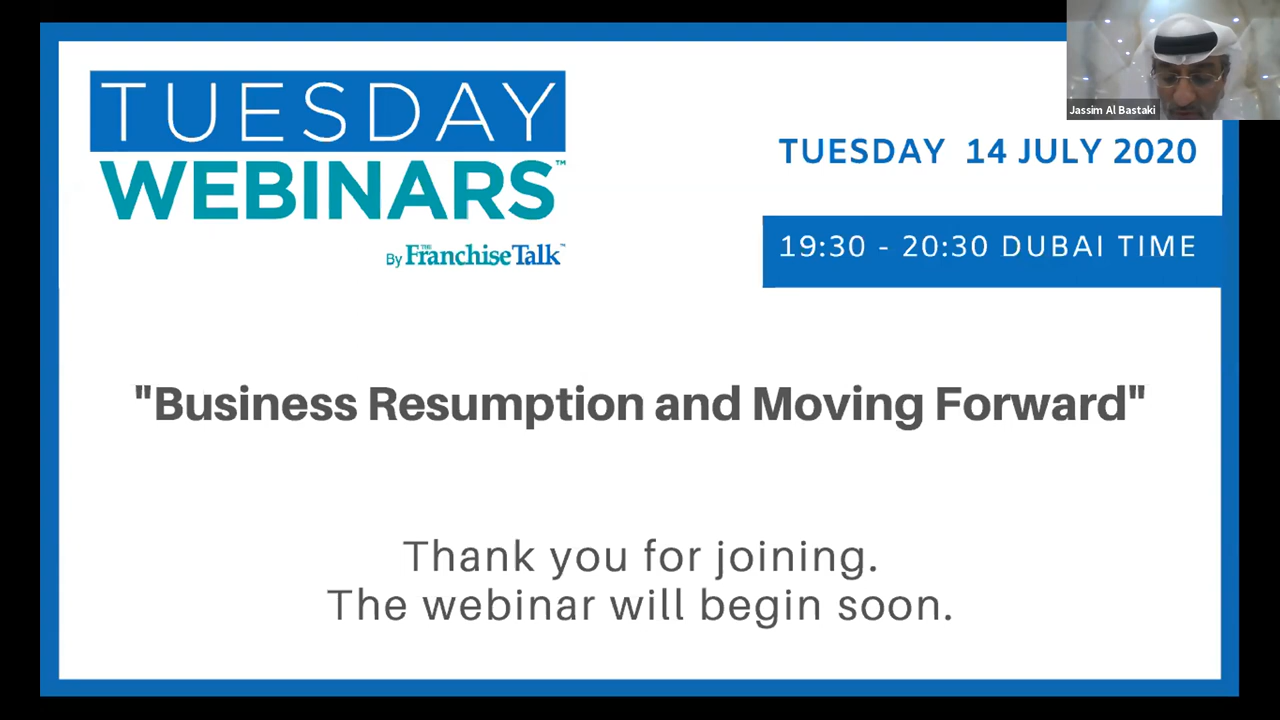 TUESDAY
WEBINARS™
By THE FranchiseTalk™
Jassim Al Bastaki
TUESDAY 14 JULY 2020
19:30 - 20:30 DUBAI TIME
"Business Resumption and Moving Forward"
Thank you for joining.
The webinar will begin soon.